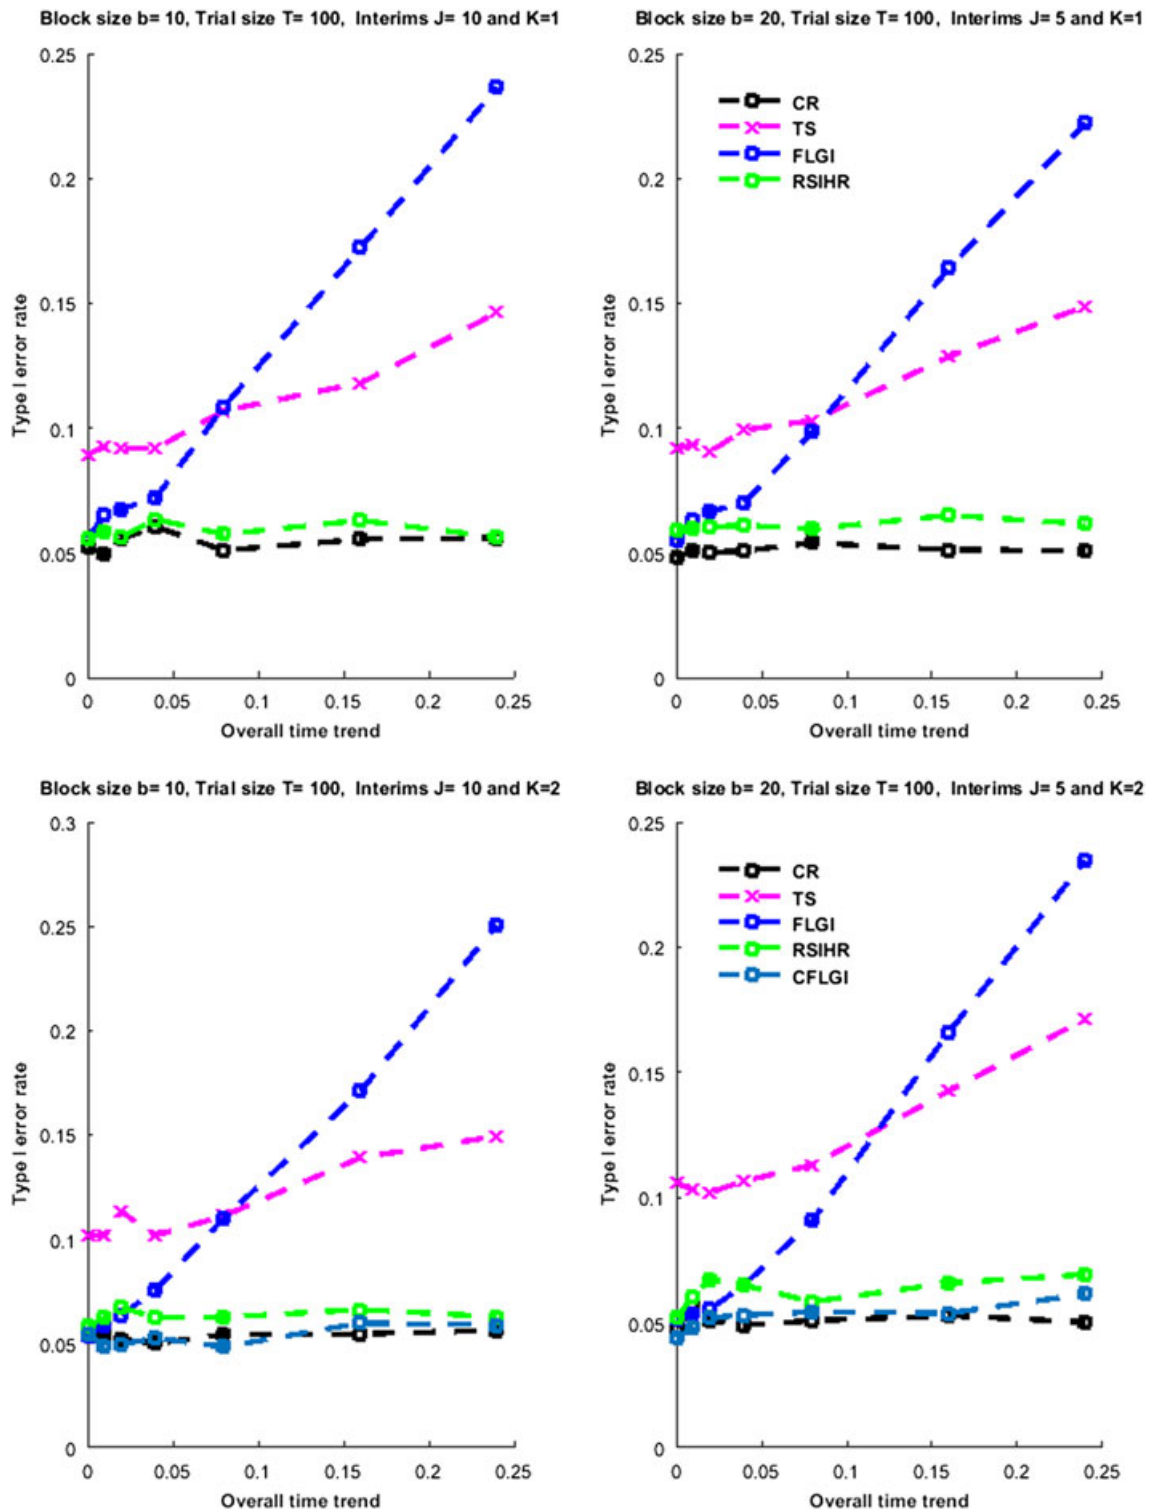 Block size b= 10, Trial size T= 100, Interims J= 10 and K=1
0.25
0.2
0.15
0.1
0.05
0
Type I error rate
0 0.05 0.1 0.15 0.2 0.25
Overall time trend
Block size b= 20, Trial size T= 100, Interims J= 5 and K=1
0.25
0.2
0.15
0.1
0.05
0
Type I error rate
CR
TS
FLGI
RSIHR
0 0.05 0.1 0.15 0.2 0.25
Overall time trend
Block size b= 10, Trial size T= 100, Interims J= 10 and K=2
0.3
0.25
0.2
0.15
0.1
0.05
0
Type I error rate
0 0.05 0.1 0.15 0.2 0.25
Overall time trend
Block size b= 20, Trial size T= 100, Interims J= 5 and K=2
0.25
0.2
0.15
0.1
0.05
0
Type I error rate
CR
TS
FLGI
RSIHR
CFLGI
0 0.05 0.1 0.15 0.2 0.25
Overall time trend